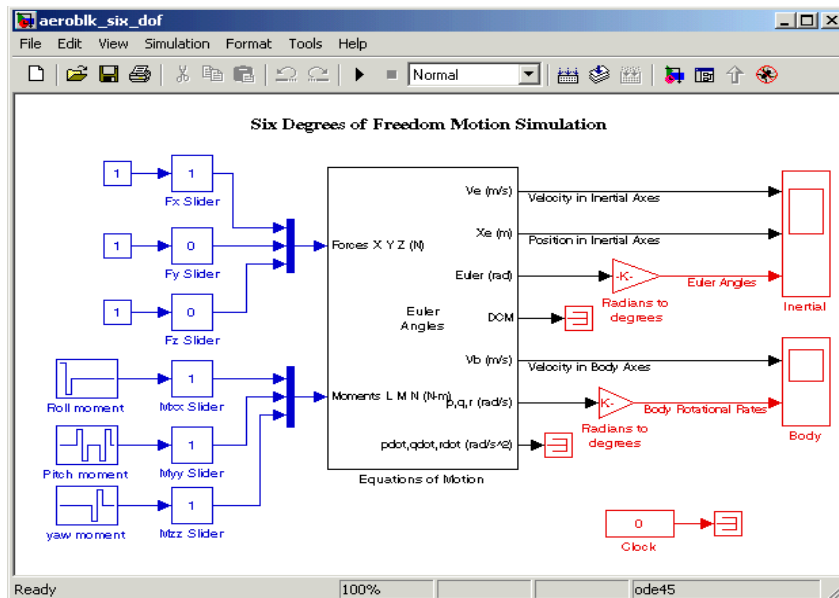 aeroblk_six_dof
File Edit View Simulation Format Tools Help
Normal
Six Degrees of Freedom Motion Simulation
1
1
Fx Slider
1
0
Fy Slider
1
0
Fz Slider
Roll moment
1
Mxx Slider
Pitch moment
1
Myy Slider
yaw moment
1
Mzz Slider
Forces X Y Z (N)
Moments L M N (N-m)
Euler
Angles
Ve (m/s)
Xe (m)
Euler (rad)
DCM
Vb (m/s)
p,q,r (rad/s)
pdot,qdot,rdot (rad/s^2)
Equations of Motion
Velocity in Inertial Axes
Position in Inertial Axes
-K-
Euler Angles
Radians to
degrees
Inertial
Velocity in Body Axes
-K-
Body Rotational Rates
Radians to
degrees
Body
0
Clock
Ready 100% ode45